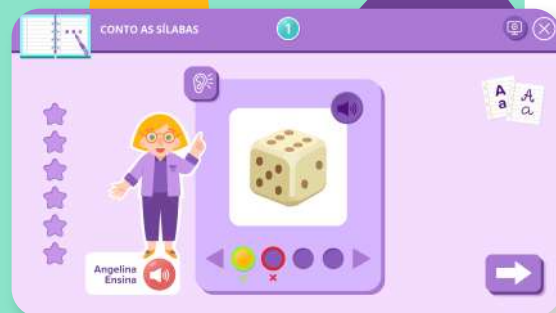 CONTO AS SÍLABAS
1
A A
a a
Angelina
Ensina